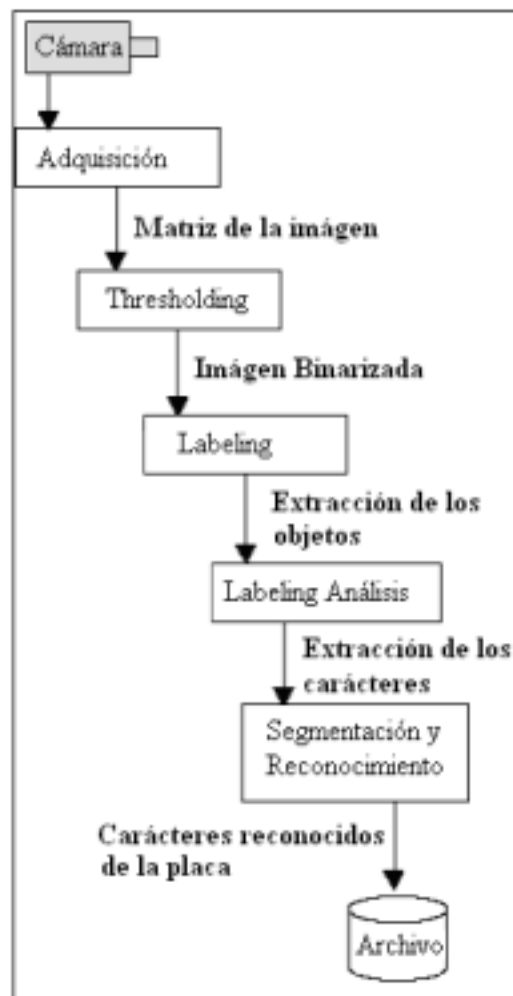 Cámara
Adquisición
Matriz de la imágen
Thresholding
Imágen Binarizada
Labeling
Extracción de los
objetos
Labeling Análisis
Extracción de los
carácteres
Segmentación y
Reconocimiento
Carácteres reconocidos
de la placa
Archivo